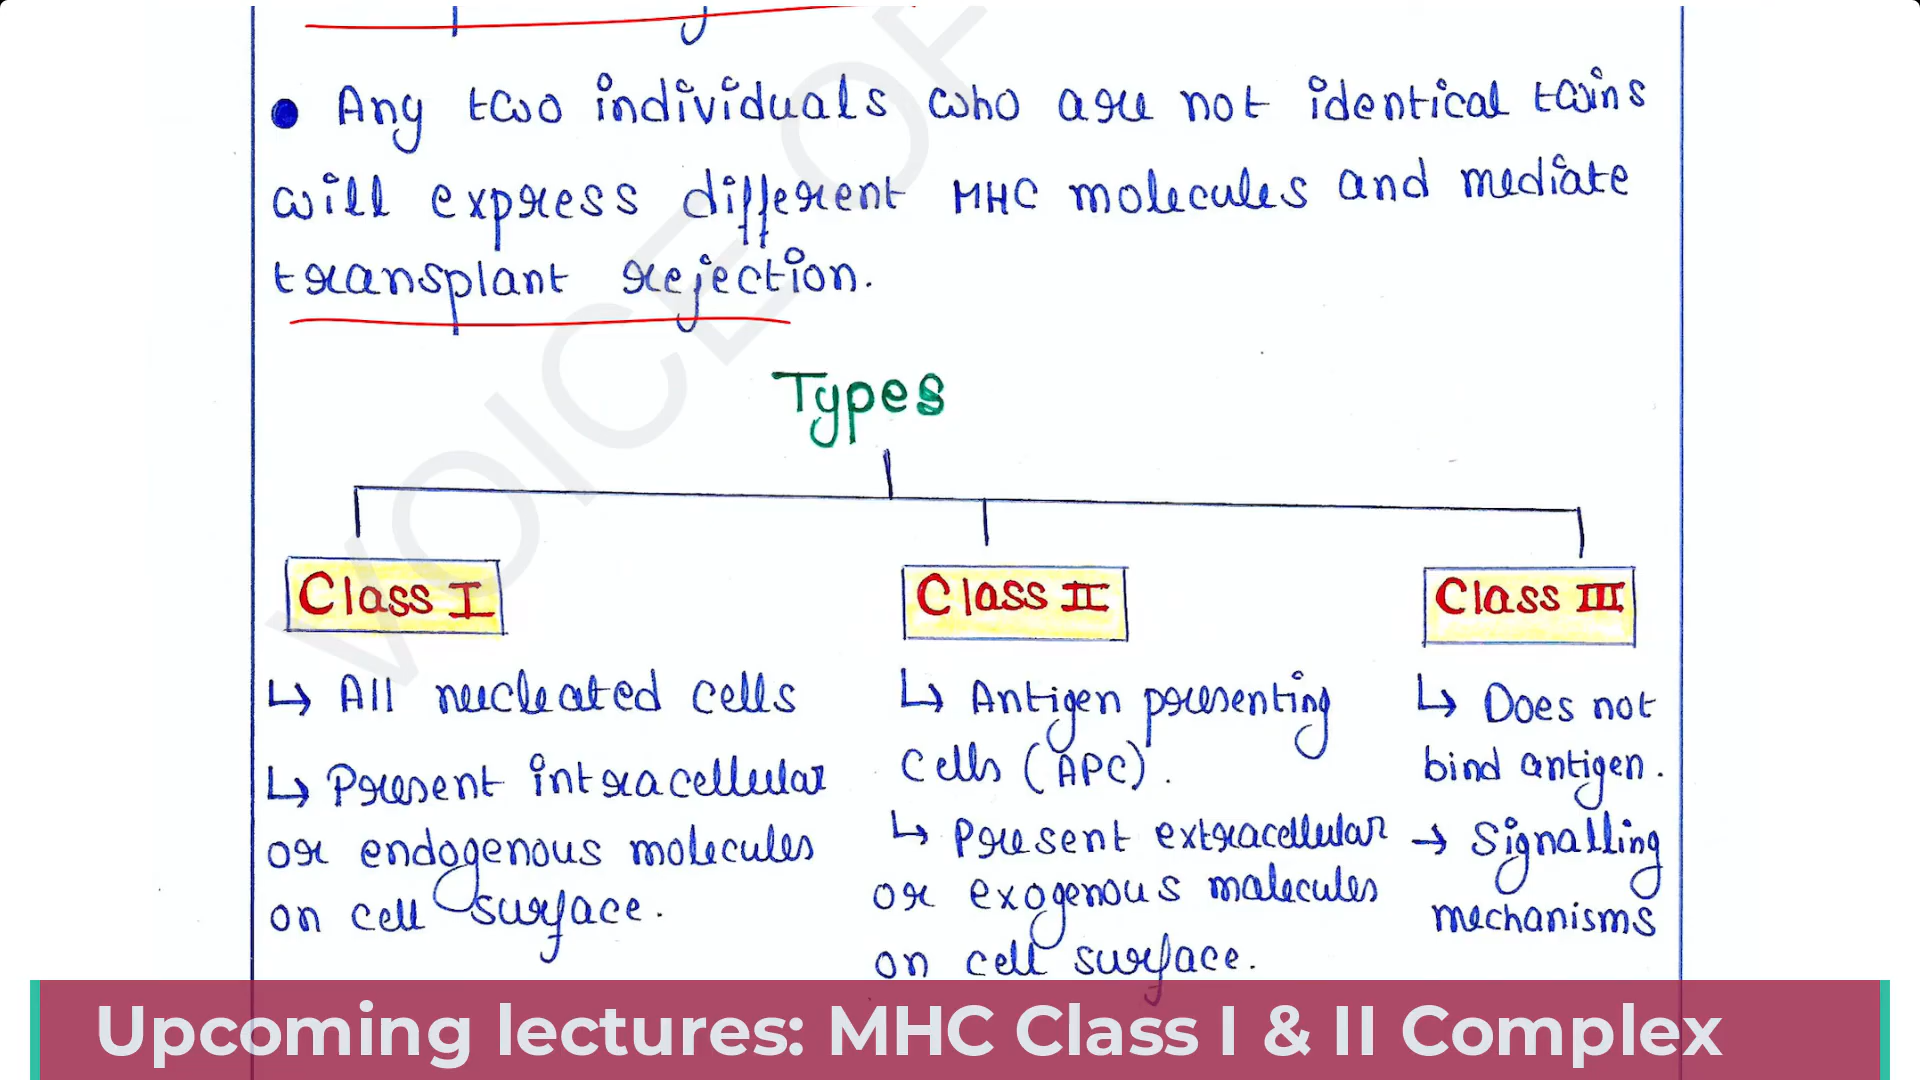 • Any two individuals who are not identical twins
will express different MHC molecules and mediate
transplant rejection.
Types
Class I
Class II
Class III
↳ All nucleated cells
↳ Present intracellular
or endogenous molecules
on cell surface.
↳ Antigen presenting
cells (APC).
↳ Present extracellular
or exogenous malecules
on cell surface.
↳ Does not
bind antigen.
→ Signalling
mechanisms
VOICE OF
Upcoming lectures: MHC Class I & II Complex